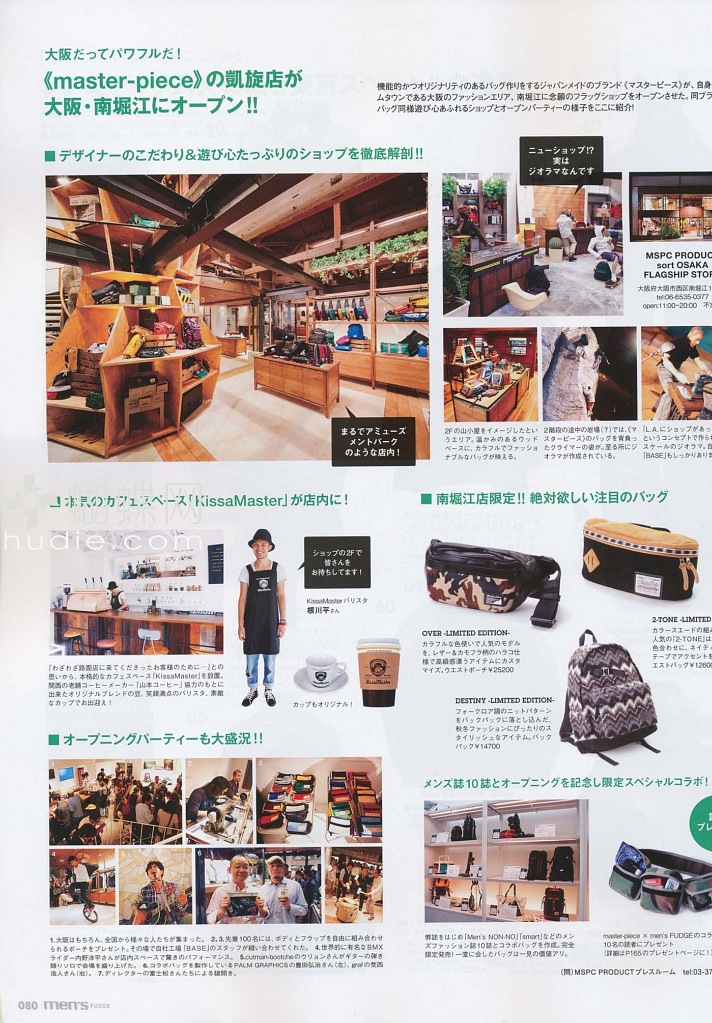 大阪だってパワフルだ!
《master-piece》の凱旋店が
大阪・南堀江にオープン!!
機能的かつオリジナリティのあるバッグ作りをするジャパンメイドのブランド《マスターピース》が、自身
ムタウンである大阪のファッションエリア、南堀江に念願のフラッグショップをオープンさせた。同ブラ
バッグ同様遊び心あふれるショップとオープンパーティーの様子をここに紹介!
■デザイナーのこだわり&遊び心たっぷりのショップを徹底解剖!!
ニューショップ!?
実は
ジオラマなんです
MSPC
まるでアミューズ
メントパーク
のような店内!
MSPC PRODUC
sort OSAKA
FLAGSHIP STOR
大阪府大阪市西区南堀江1
tel:06-6535-0377
open:11:00~20:00 不定
2Fの山小屋をイメージしたとい
うエリア。温かみのあるウッド
ベースに、カラフルでファッショ
ナブルなバッグが映える。
2階段の途中の岩場(?)では、《マ
スターピース》のバッグを背負っ
たクライマーの姿が。至る所にジ
オラマが作成されている。
「L.A.にショップがあっ
というコンセプトで作られ
スケールのジオラマ。自
「BASE」もしっかりあります
本見のカフェスペース「KissaMaster」が店内に!
hudie.com
ショップの2Fで
皆さんを
お待ちしてます!
KissaMasterバリスタ
根川平さん
カップもオリジナル!
「わざわざ路面店に来てくださったお客様のために…」との
思いから、本格的なカフェスペース「KissaMaster」を設置。
関西の老舗コーヒーメーカー「山本コーヒー」協力のもとに
出来たオリジナルブレンドの豆、笑顔満点のバリスタ、素敵
なカップでお出迎え!
■南堀江店限定!! 絶対欲しい注目のバッグ
OVER -LIMITED EDITION-
カラフルな色使いで人気のモデル
を、レザー&カモフラ柄のハラコ仕
様で高級感漂うアイテムにカスタ
マイズ。ウエストポーチ¥25200
2-TONE -LIMITED
カラースエードの組み
人気の「2-TONE」は
色合わせに、ネイティ
テープでアクセントを
エストバッグ¥12600
DESTINY -LIMITED EDITION-
フォークロア調のニットパターン
をバックパックに落とし込んだ、
秋冬ファッションにぴったりのス
タイリッシュなアイテム。バック
パック¥14700
■オープニングパーティーも大盛況!!
1
2
3
4
5
6
7
1.大阪はもちろん、全国から様々な人たちが集まった。 2、3.先着100名には、ボディとフラップを自由に組み合わせ
られるポーチをプレゼント。その場で自社工場「BASE」のスタッフが縫い合わせてくれた。 4.世界的に有名なBMX
ライダー内野洋平さんが店内スペースで驚きのパフォーマンス。 5.cutman-boocheのウリョンさんがギターの弾き
語りソロで会場を盛り上げた。 6.コラボバッグを製作しているPALM GRAPHICSの豊田弘治さん(左)、grafの荒西
浩人さん(右)。 7.ディレクターの富士松さんたちによる鏡開き。
メンズ誌10誌とオープニングを記念し限定スペシャルコラボ!
弊誌をはじめ「Men's NON-NO」「smart」などのメ
ンズファッション誌10誌とコラボバッグを作成。完全
限定発売! 一堂に会したバッグは一見の価値アリ。
master-piece × men's FUDGEのコラ
10名の読者にプレゼント
(詳細はP165のプレゼントページに!)
(問)MSPC PRODUCTプレスルーム tel:03-37
080 men's FUDGE